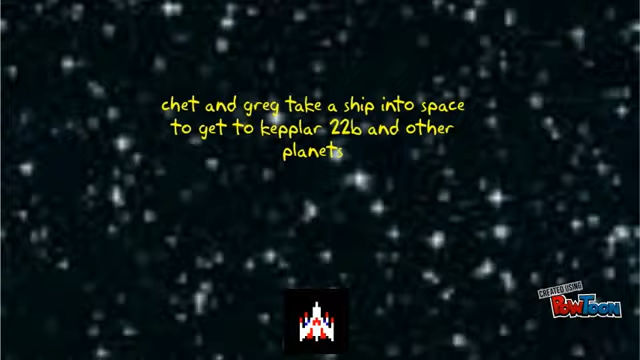 chet and greg take a ship into space
to get to kepplar 22b and other
planets
CREATED USING
POWTOON